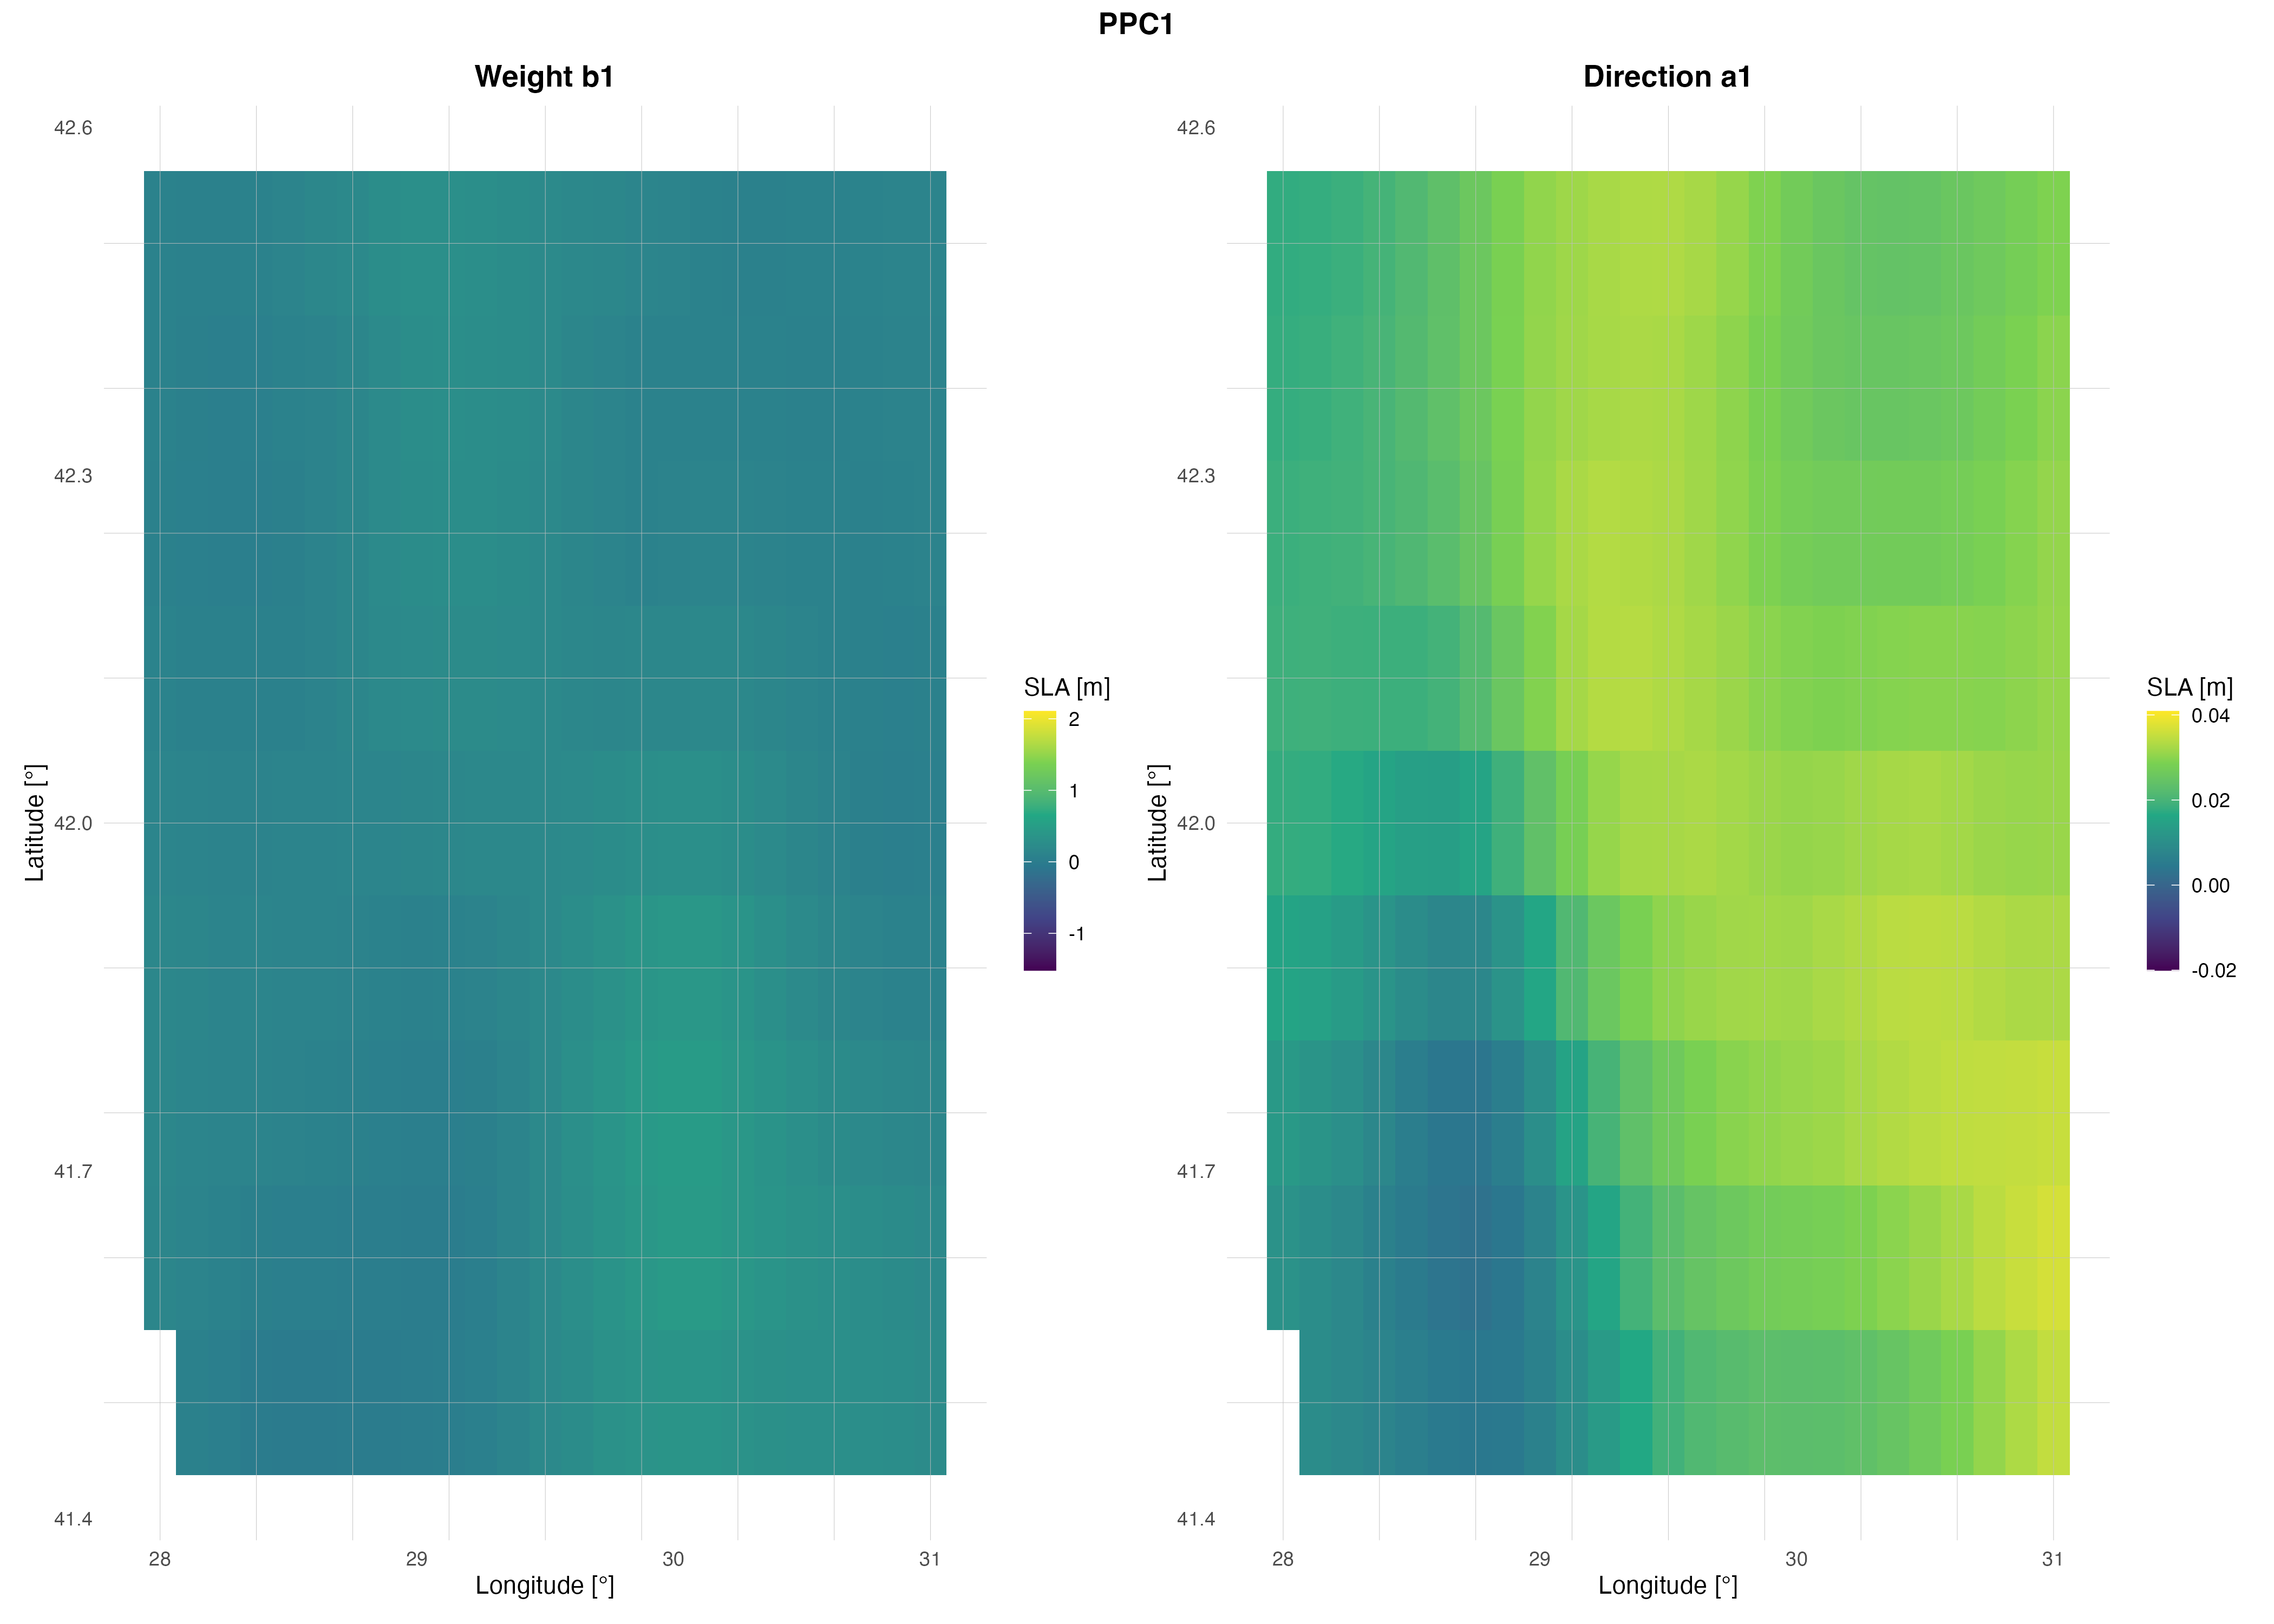 PPC1
Weight b1
42.6
42.3
42.0
41.7
41.4
Latitude [°]
28 29 30 31
Longitude [°]
SLA [m]
2
1
0
-1
Direction a1
42.6
42.3
42.0
41.7
41.4
Latitude [°]
28 29 30 31
Longitude [°]
SLA [m]
0.04
0.02
0.00
-0.02